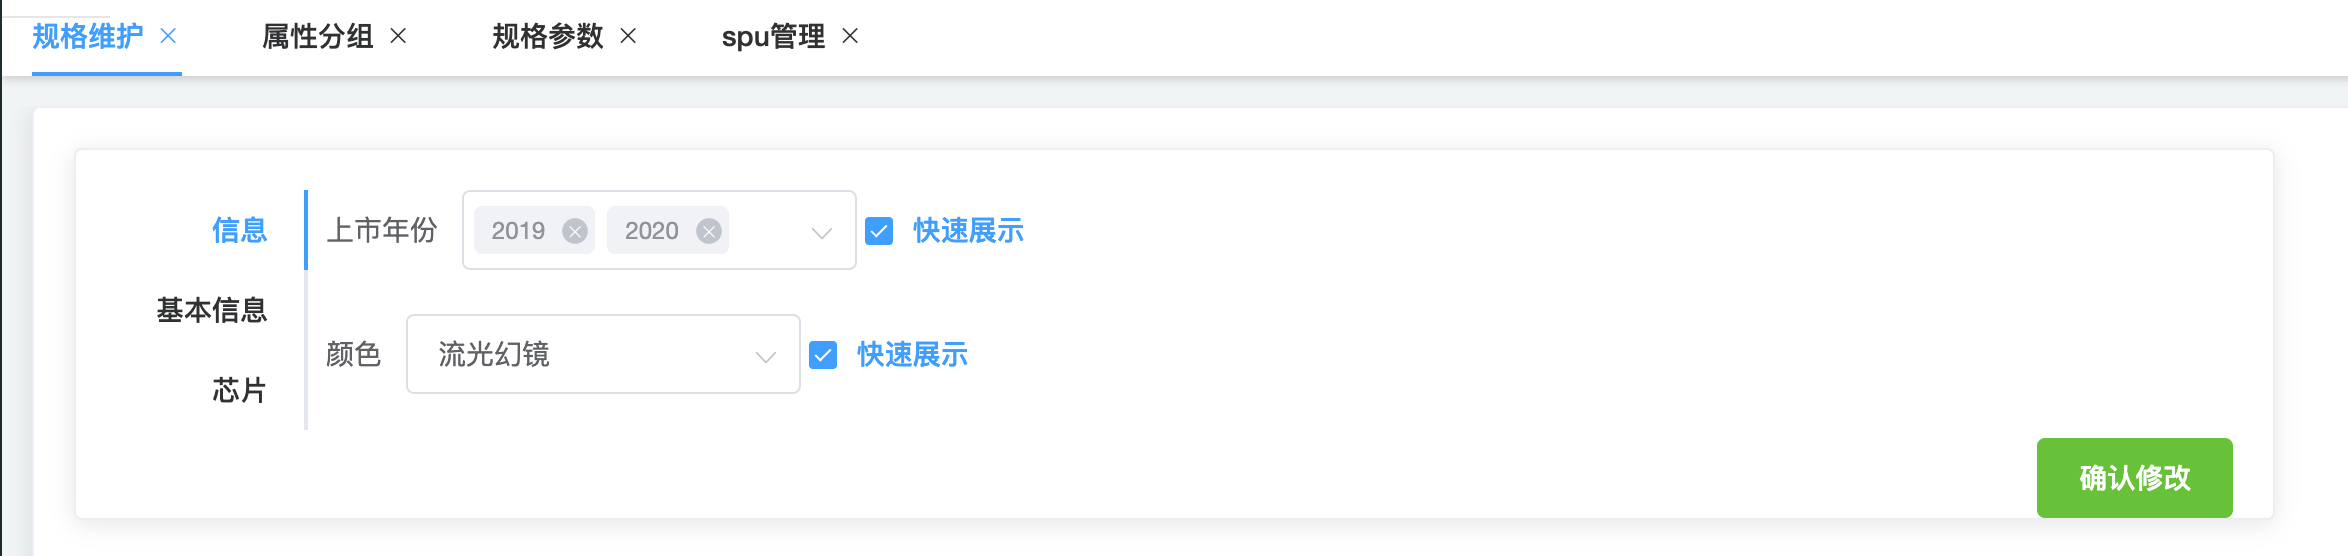 规格维护 属性分组 规格参数 spu管理
信息 上市年份 2019 2020 快速展示
基本信息
颜色 流光幻镜 快速展示
芯片
确认修改